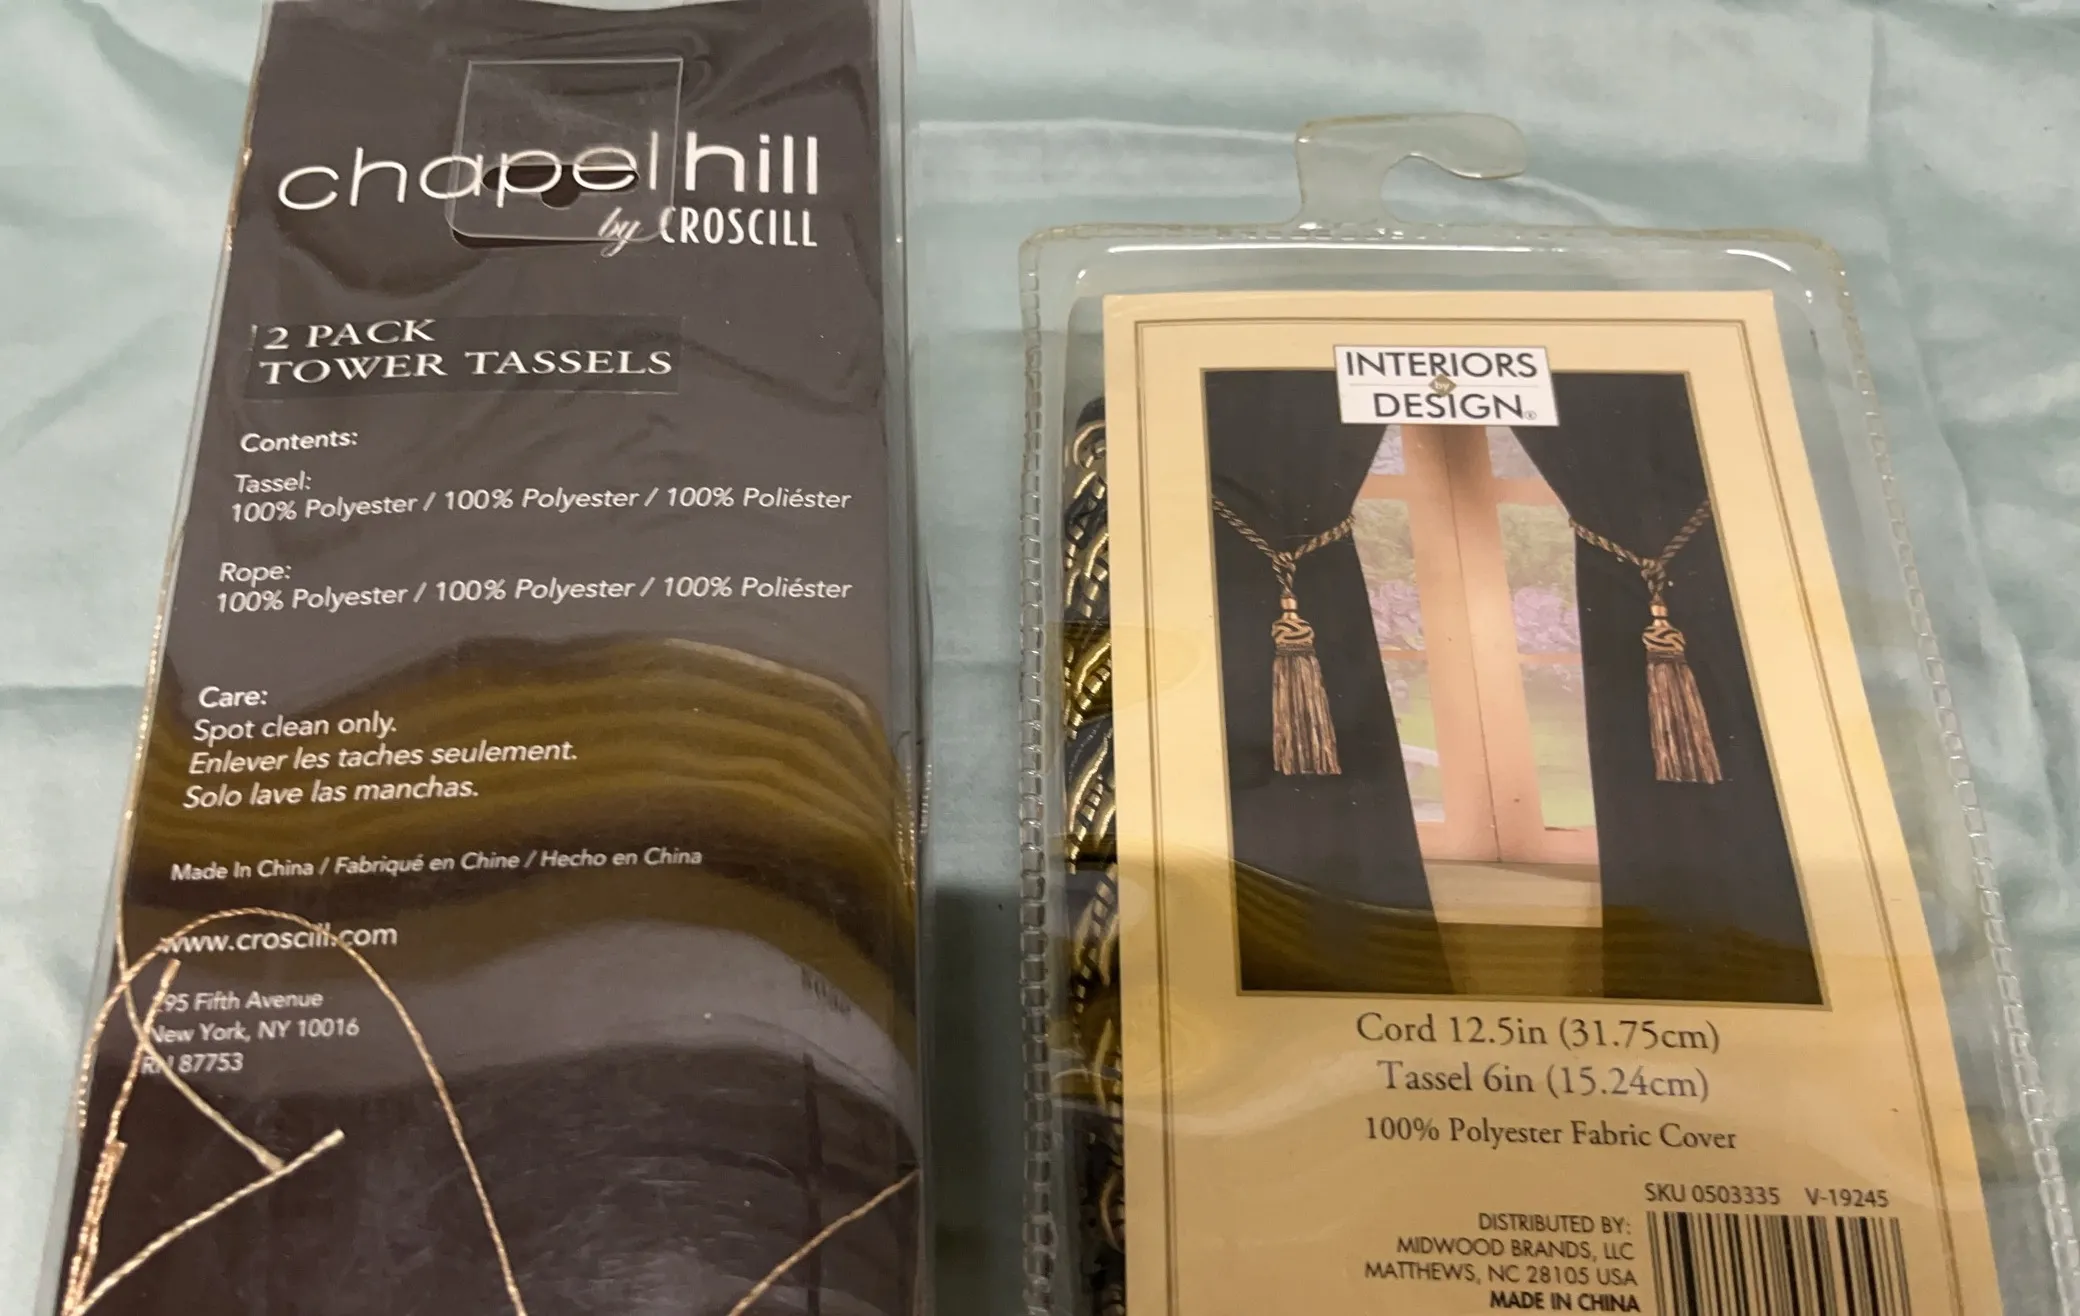 chapel hill
by CROSCILL
2 PACK
TOWER TASSELS
Contents:
Tassel:
100% Polyester / 100% Polyester / 100% Poliéster
Rope:
100% Polyester / 100% Polyester / 100% Poliéster
Care:
Spot clean only.
Enlever les taches seulement.
Solo lave las manchas.
Made In China / Fabriqué en Chine / Hecho en China
www.croscill.com
Fifth Avenue
New York, NY 10016
RN 87753
INTERIORS
by
DESIGN®
Cord 12.5in (31.75cm)
Tassel 6in (15.24cm)
100% Polyester Fabric Cover
SKU 0503335 V-19245
DISTRIBUTED BY:
MIDWOOD BRANDS, LLC
MATTHEWS, NC 28105 USA
MADE IN CHINA